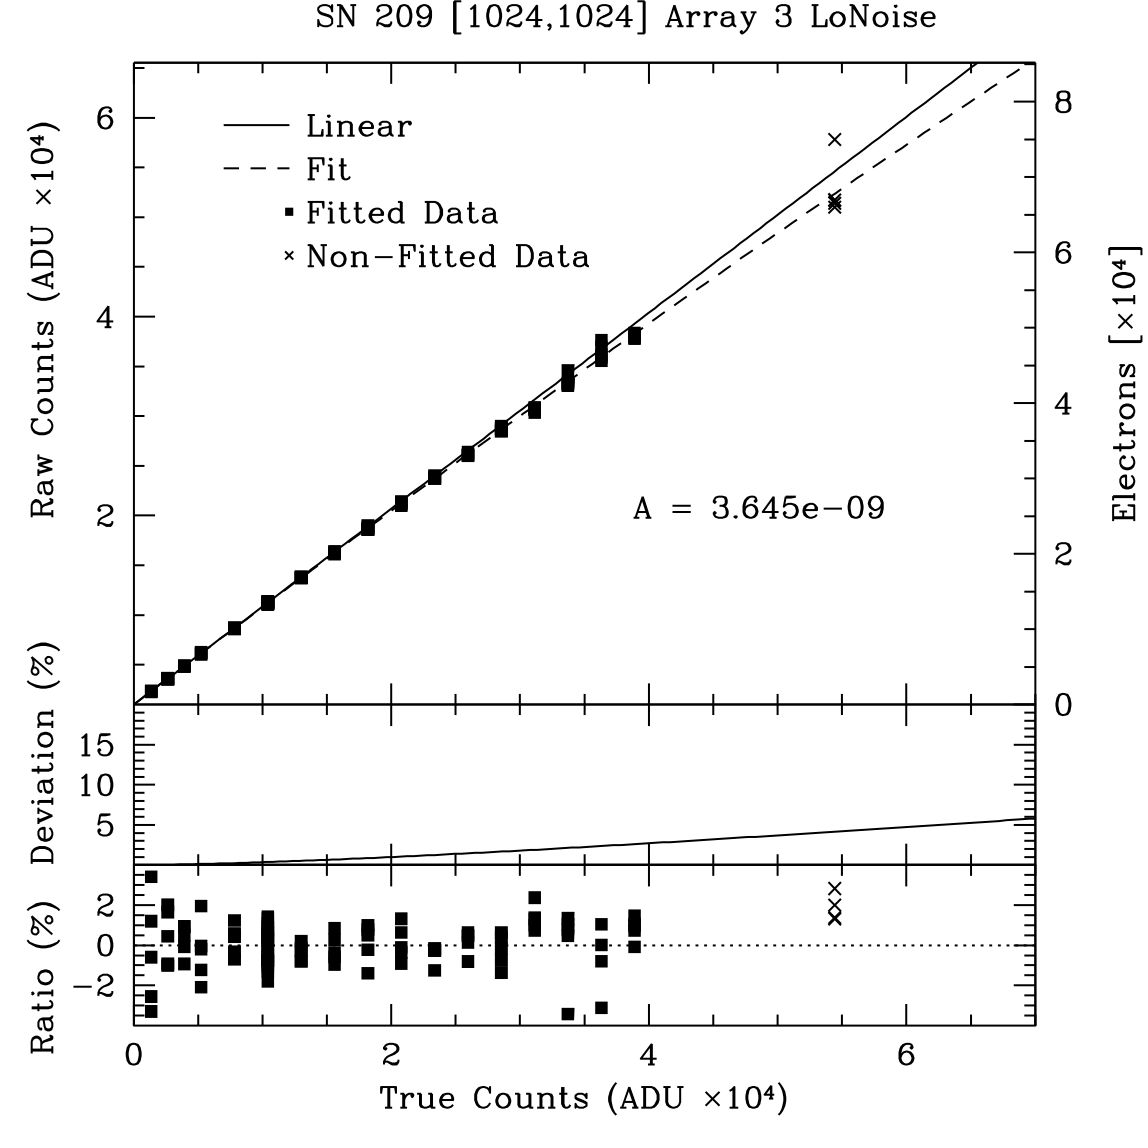 SN 209 [1024,1024] Array 3 LoNoise
Raw Counts (ADU ×10⁴)
6
4
2
Linear
Fit
Fitted Data
Non−Fitted Data
A = 3.645e−09
8
6
4
2
0
Electrons [×10⁴]
Deviation (%)
15
10
5
Ratio (%)
2
0
−2
0 2 4 6
True Counts (ADU ×10⁴)